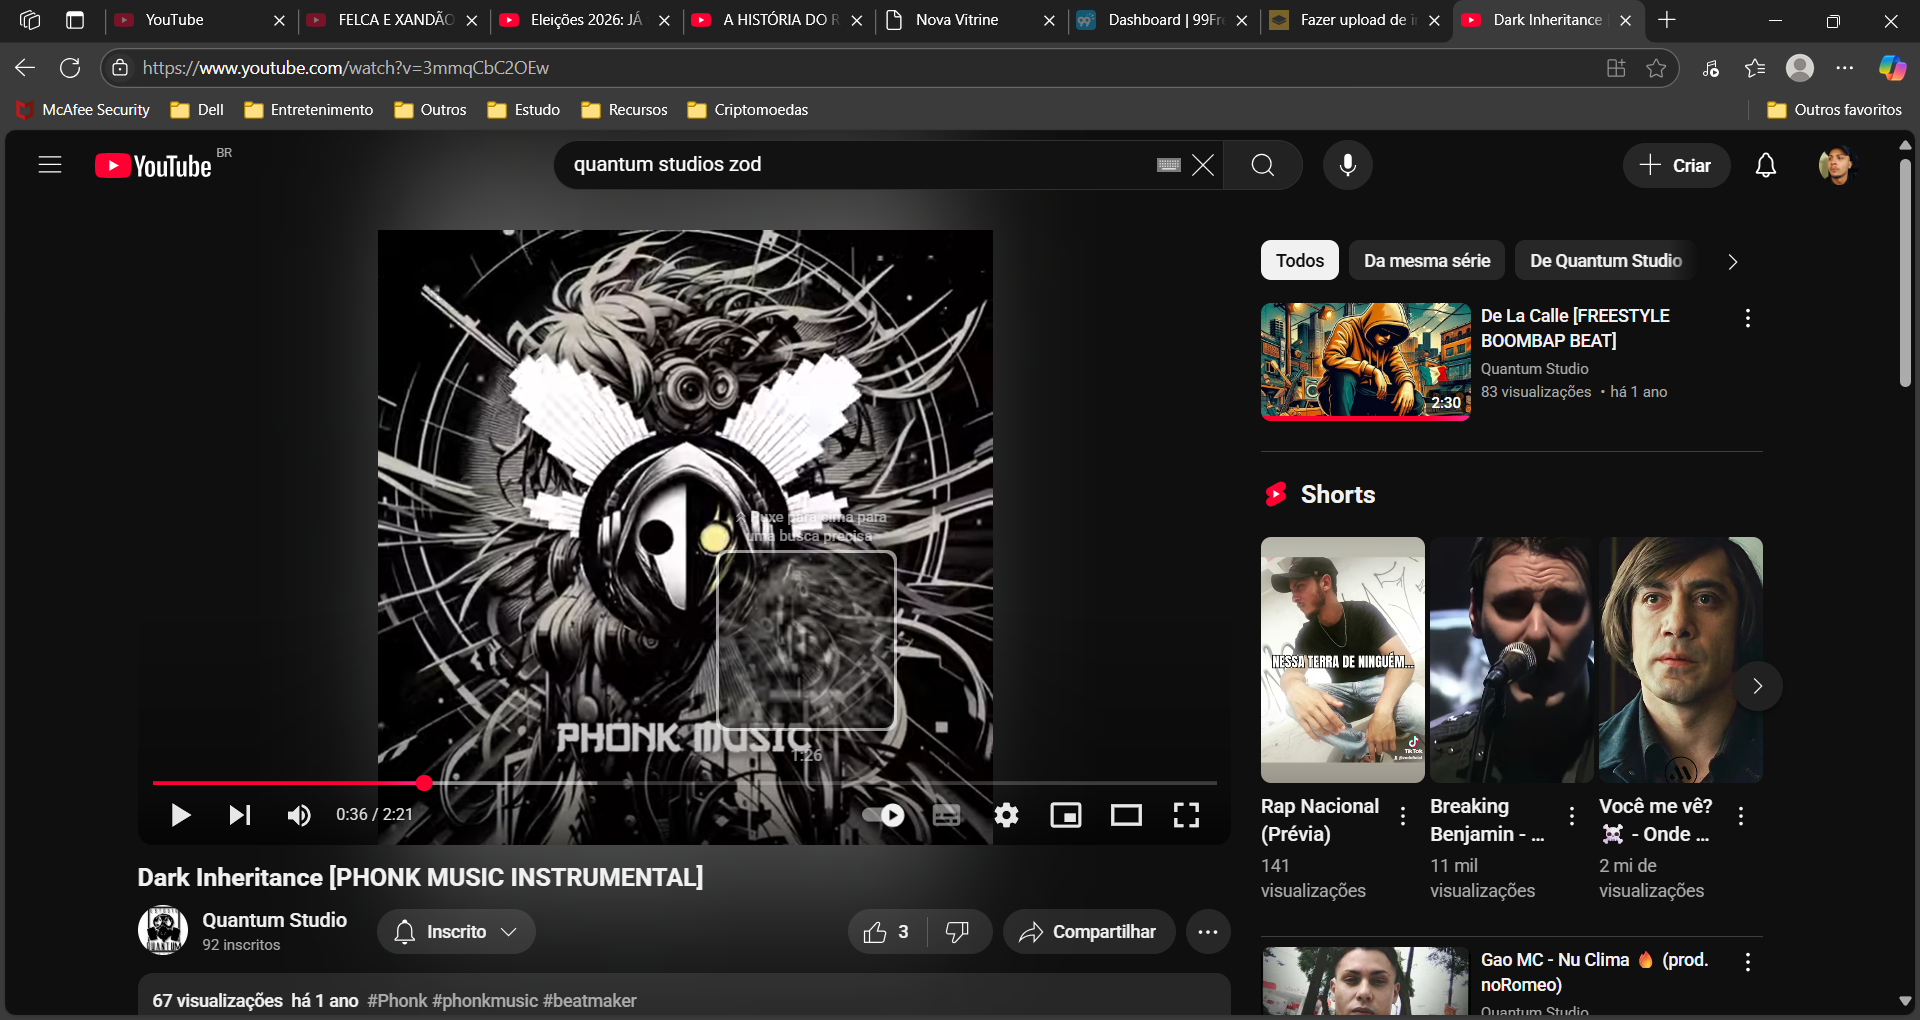 YouTube
FELCA E XANDÃO
Eleições 2026: JÁ
A HISTÓRIA DO R
Nova Vitrine
Dashboard | 99Fr
Fazer upload de i
Dark Inheritance
https://www.youtube.com/watch?v=3mmqCbC2OEw
McAfee Security
Dell
Entretenimento
Outros
Estudo
Recursos
Criptomoedas
Outros favoritos
YouTube BR
quantum studios zod
Criar
Puxe para cima para
uma busca precisa
PHONK MUSIC
1:26
0:36 / 2:21
Dark Inheritance [PHONK MUSIC INSTRUMENTAL]
Quantum Studio
92 inscritos
Inscrito
3
Compartilhar
67 visualizações há 1 ano #Phonk #phonkmusic #beatmaker
Todos
Da mesma série
De Quantum Studio
2:30
De La Calle [FREESTYLE
BOOMBAP BEAT]
Quantum Studio
83 visualizações • há 1 ano
Shorts
NESSA TERRA DE NINGUÉM...
TikTok
Rap Nacional
(Prévia)
141
visualizações
Breaking
Benjamin - ...
11 mil
visualizações
Você me vê?
☠️ - Onde ...
2 mi de
visualizações
Gao MC - Nu Clima 🔥 (prod.
noRomeo)
Quantum Studio